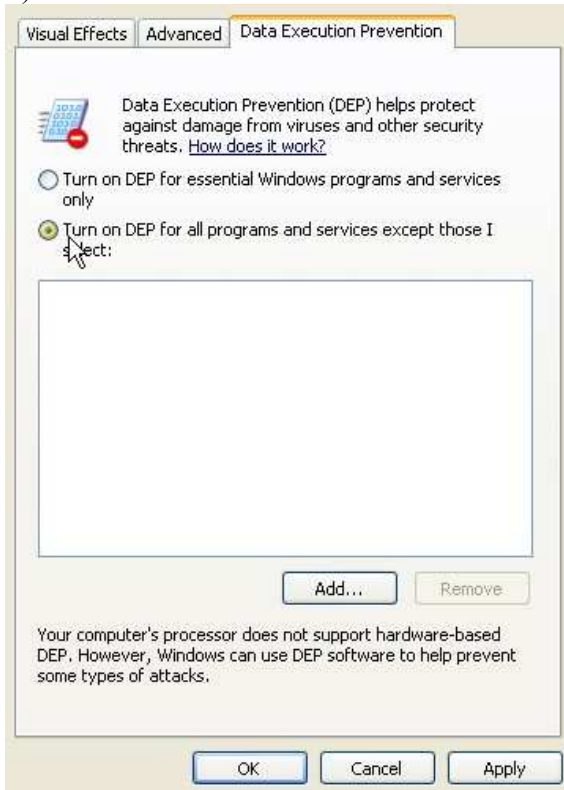 Visual Effects Advanced Data Execution Prevention
Data Execution Prevention (DEP) helps protect
against damage from viruses and other security
threats. How does it work?
Turn on DEP for essential Windows programs and services
only
Turn on DEP for all programs and services except those I
select:
Add... Remove
Your computer's processor does not support hardware-based
DEP. However, Windows can use DEP software to help prevent
some types of attacks.
OK Cancel Apply